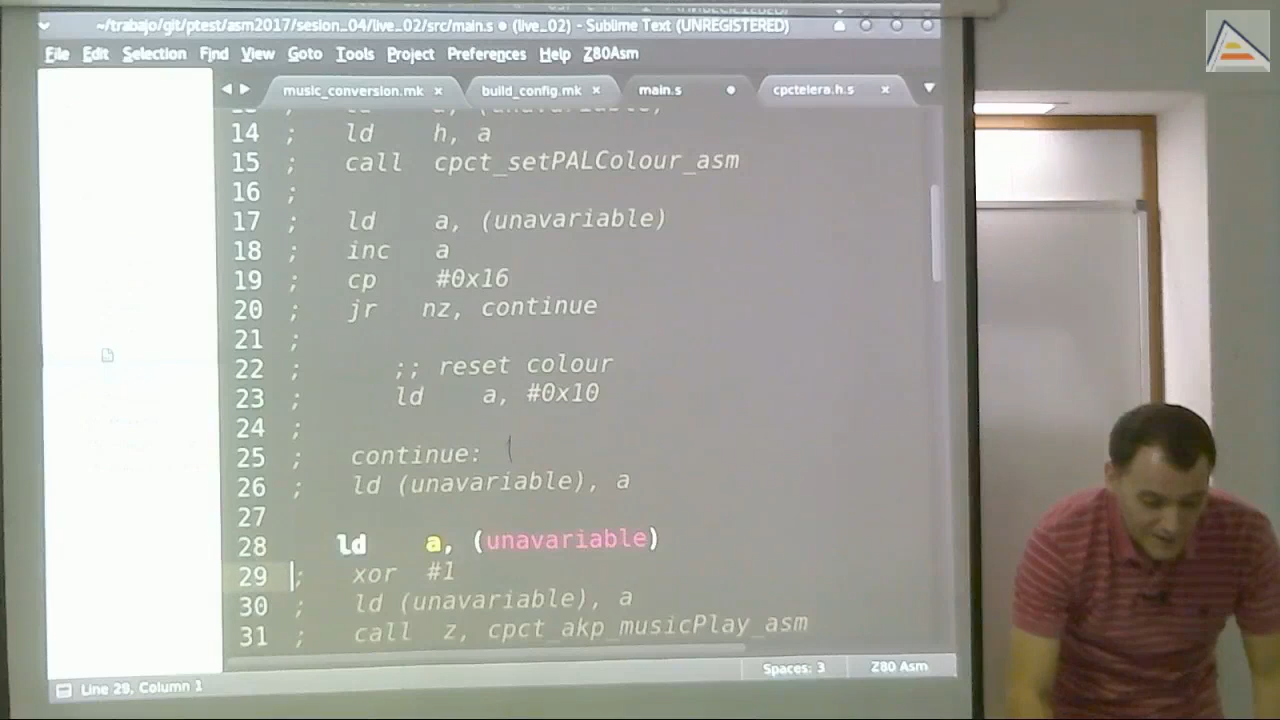 ~/trabajo/git/ptest/asm2017/sesion_04/live_02/src/main.s • (live_02) - Sublime Text (UNREGISTERED)
File Edit Selection Find View Goto Tools Project Preferences Help Z80Asm
music_conversion.mk × build_config.mk × main.s • cpctelera.h.s ×
14 ; ld h, a
15 ; call cpct_setPALColour_asm
16 ;
17 ; ld a, (unavariable)
18 ; inc a
19 ; cp #0x16
20 ; jr nz, continue
21 ;
22 ; ;; reset colour
23 ; ld a, #0x10
24 ;
25 ; continue:
26 ; ld (unavariable), a
27
28 ld a, (unavariable)
29 ; xor #1
30 ; ld (unavariable), a
31 ; call z, cpct_akp_musicPlay_asm
Line 29, Column 1 Spaces: 3 Z80 Asm